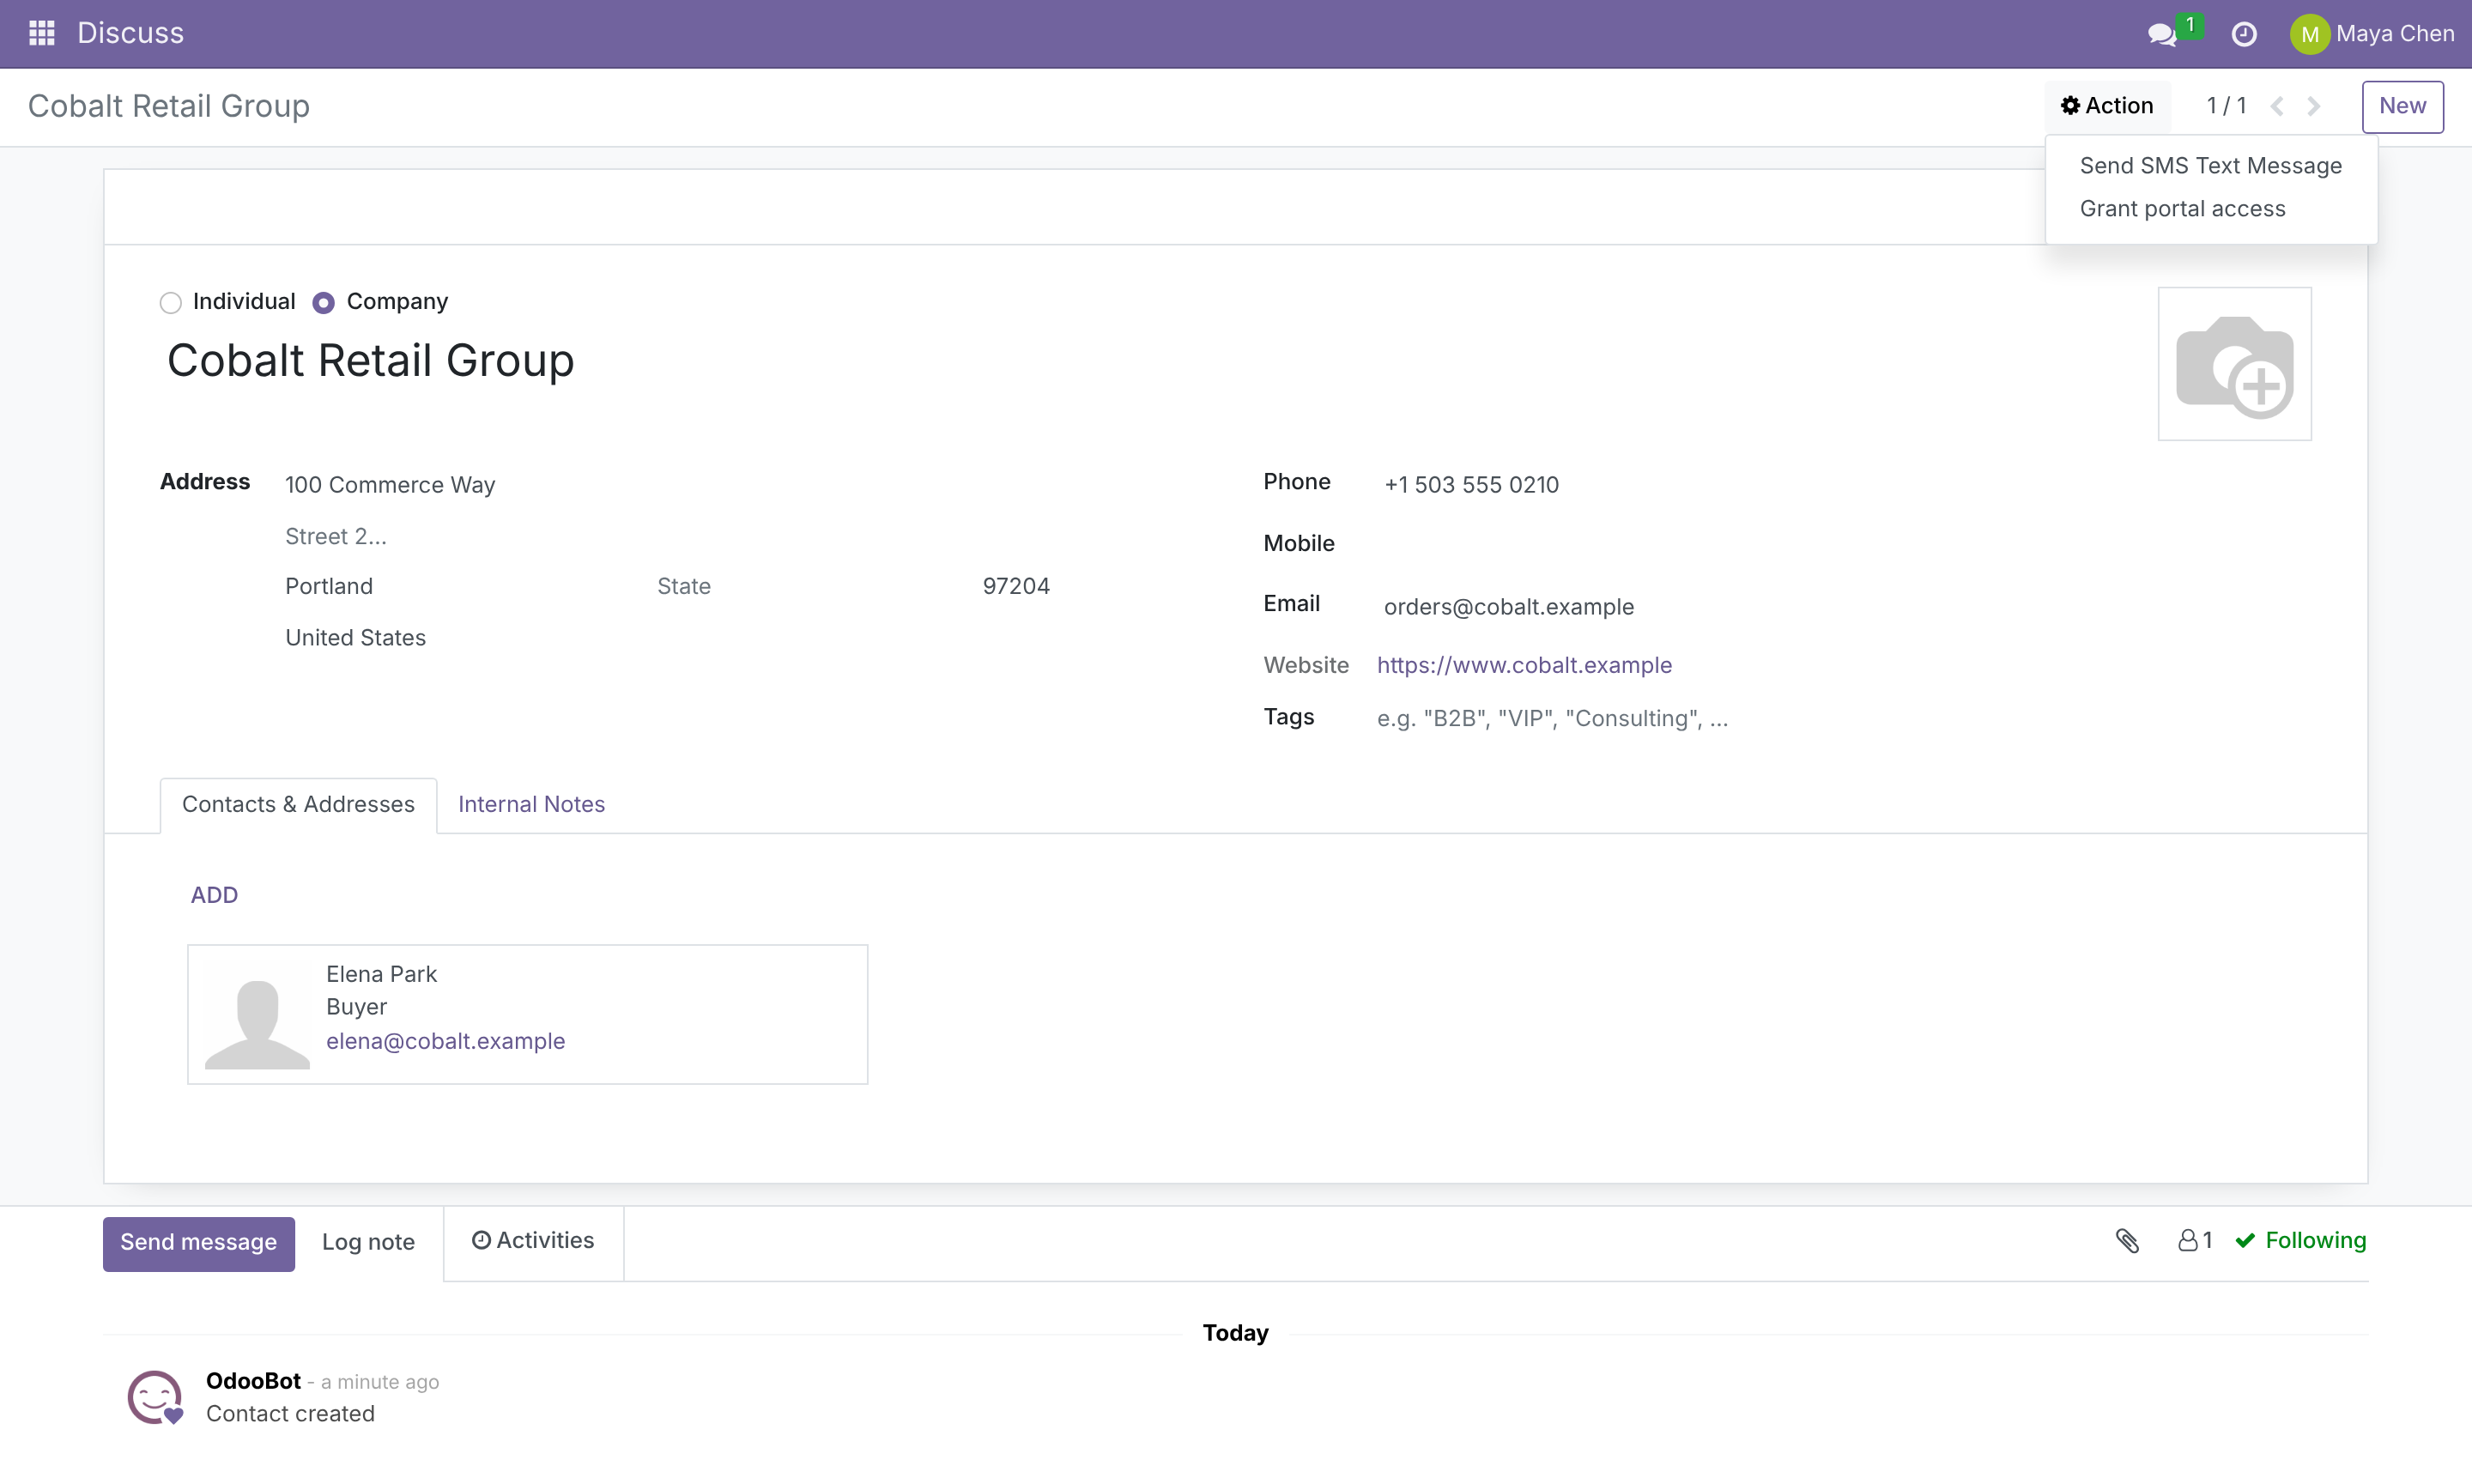 Discuss
1
M Maya Chen
Cobalt Retail Group
Action
1 / 1
New
Send SMS Text Message
Grant portal access
Individual
Company
Cobalt Retail Group
Address
100 Commerce Way
Street 2...
Portland
State
97204
United States
Phone
+1 503 555 0210
Mobile
Email
orders@cobalt.example
Website
https://www.cobalt.example
Tags
e.g. "B2B", "VIP", "Consulting", ...
Contacts & Addresses
Internal Notes
ADD
Elena Park
Buyer
elena@cobalt.example
Send message
Log note
Activities
1
Following
Today
OdooBot - a minute ago
Contact created